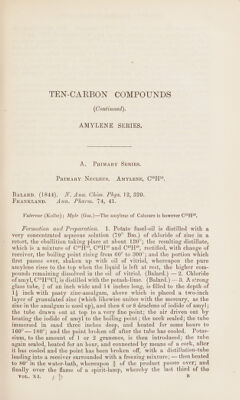 TEN-CARBON COMPOUNDS
(Continued).
AMYLENE SERIES.
A. PRIMARY SERIES.
PRIMARY NUCLEUS. AMYLENE, C¹⁰H¹⁰.
BALARD. (1844). N. Ann. Chim. Phys. 12, 320.
FRANKLAND. Ann. Pharm. 74, 41.
Valerene (Kolbe); Myle (Gm.)—The amylene of Cahours is however C²⁰H²⁰.
Formation and Preparation. 1. Potato fusel-oil is distilled with a
very concentrated aqueous solution (70° Bm.) of chloride of zinc in a
retort, the ebullition taking place at about 130°; the resulting distillate,
which is a mixture of C¹⁰H¹⁰, C²⁰H²⁰ and C⁴⁰H⁴⁰, rectified, with change of
receiver, the boiling point rising from 60° to 300°; and the portion which
first passes over, shaken up with oil of vitriol, whereupon the pure
amylene rises to the top when the liquid is left at rest, the higher com-
pounds remaining dissolved in the oil of vitriol. (Balard.) — 2. Chloride
of amyl, C¹⁰H¹¹Cl, is distilled with the potash-lime. (Balard.) — 3. A strong
glass tube, ¾ of an inch wide and 14 inches long, is filled to the depth of
½ inch with pasty zinc-amalgam, above which is placed a two-inch
layer of granulated zinc (which likewise unites with the mercury, as the
zinc in the amalgam is used up), and then 6 or 8 drachms of iodide of amyl;
the tube drawn out at top to a very fine point; the air driven out by
heating the iodide of amyl to the boiling point; the neck sealed; the tube
immersed in sand three inches deep, and heated for some hours to
160° — 180°; and the point broken off after the tube has cooled. Potas-
sium, to the amount of 1 or 2 grammes, is then introduced; the tube
again sealed, heated for an hour, and connected by means of a cork, after
it has cooled and the point has been broken off, with a distillation-tube
leading into a receiver surrounded with a freezing mixture; — then heated
to 80° in the water-bath, whereupon of the product passes over; and
finally over the flame of a spirit-lamp, whereby the last third of the
VOL. XI. B